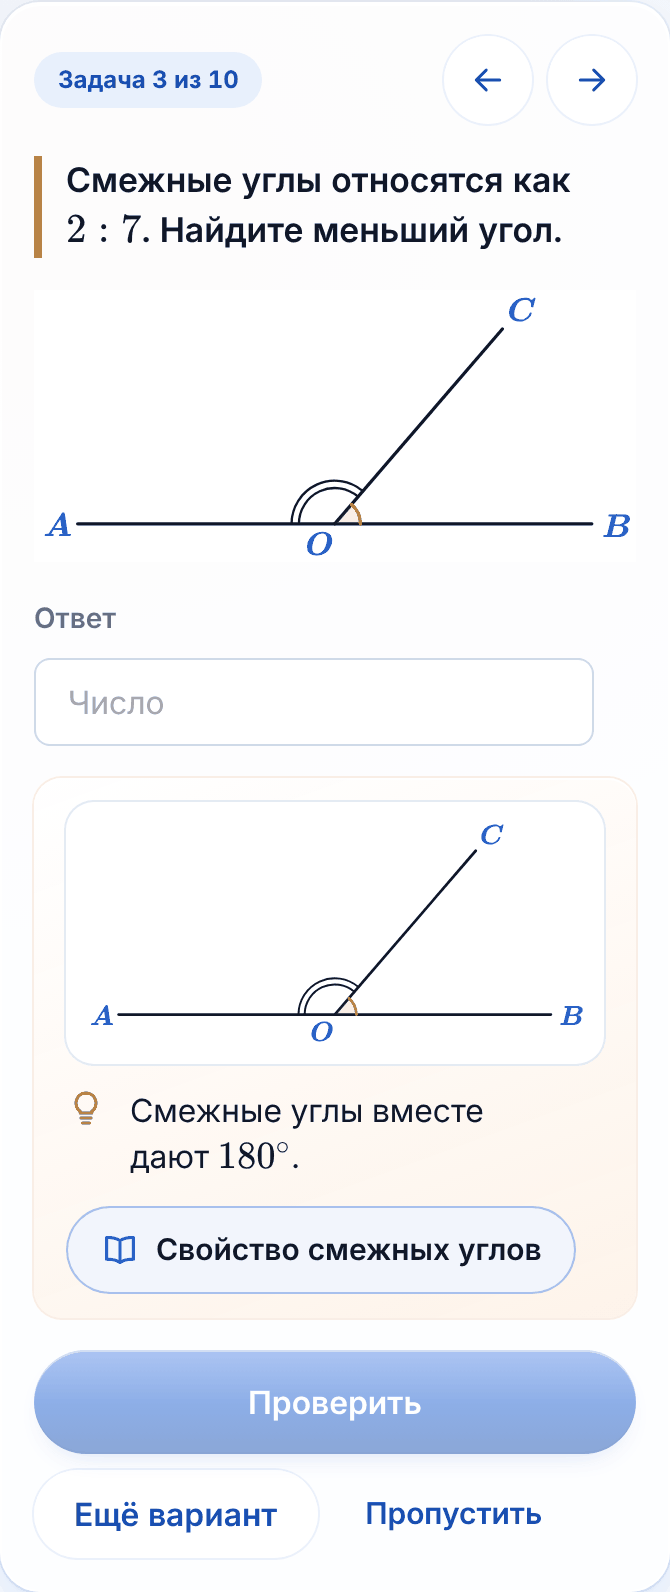 Задача 3 из 10
Смежные углы относятся как
2 : 7. Найдите меньший угол.
C
A
O
B
Ответ
Число
C
A
O
B
Смежные углы вместе
дают 180°.
Свойство смежных углов
Проверить
Ещё вариант
Пропустить